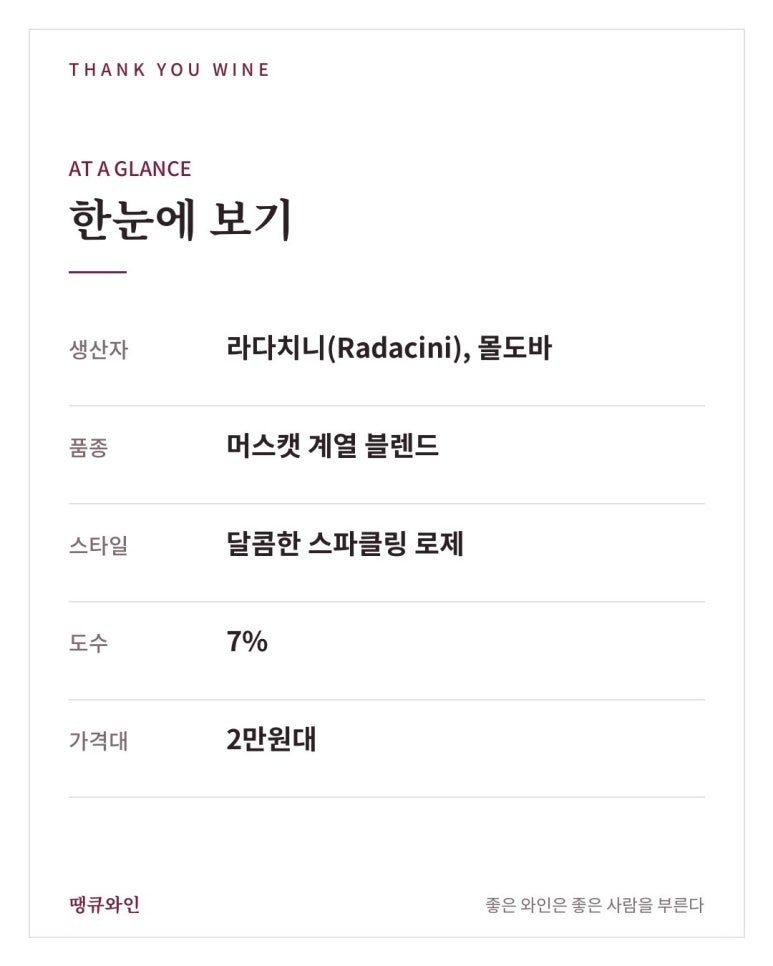 THANK YOU WINE
AT A GLANCE
한눈에 보기
생산자 라다치니(Radacini), 몰도바
품종 머스캣 계열 블렌드
스타일 달콤한 스파클링 로제
도수 7%
가격대 2만원대
땡큐와인 좋은 와인은 좋은 사람을 부른다